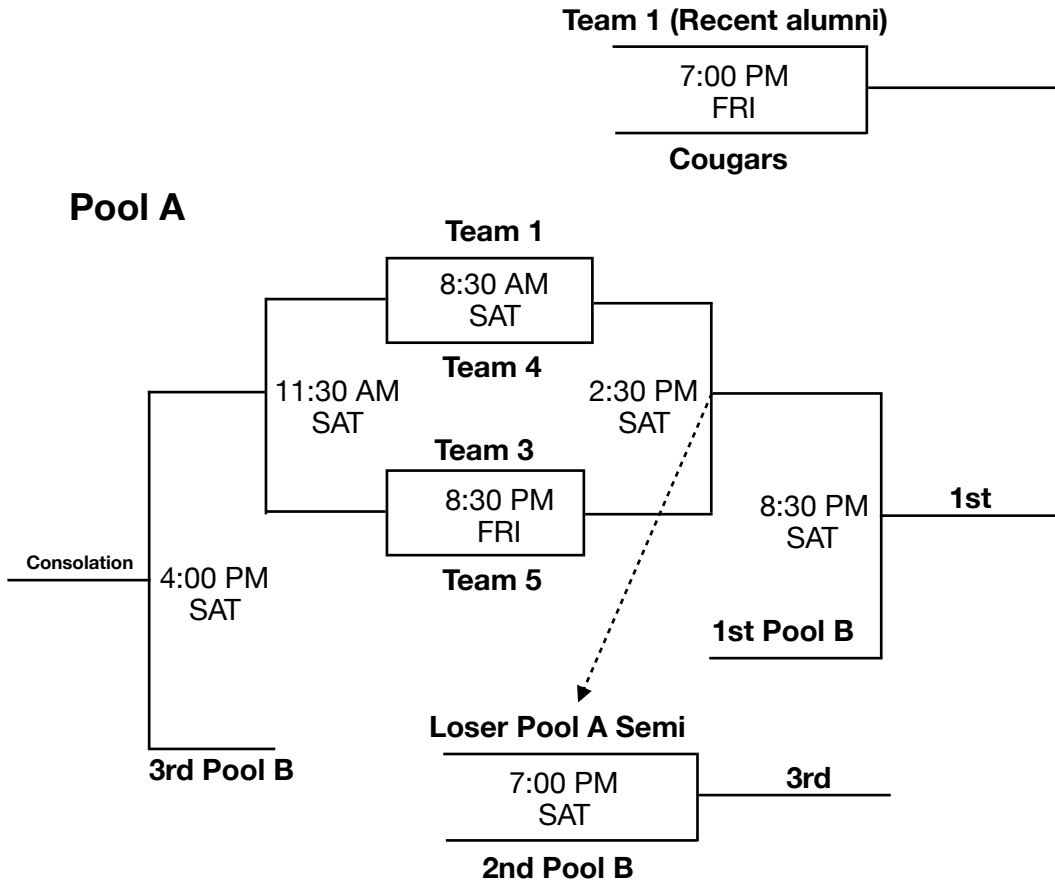 Team 1 (Recent alumni)
7:00 PM
FRI
Cougars
Pool A
Team 1
8:30 AM
SAT
Team 4
11:30 AM
SAT
2:30 PM
SAT
Team 3
8:30 PM
FRI
Team 5
8:30 PM
SAT
1st
Consolation
4:00 PM
SAT
1st Pool B
Loser Pool A Semi
3rd Pool B
7:00 PM
SAT
3rd
2nd Pool B